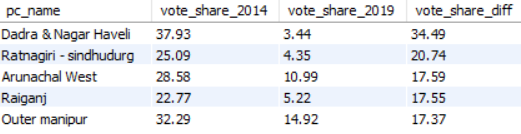 pc_name vote_share_2014 vote_share_2019 vote_share_diff
Dadra & Nagar Haveli 37.93 3.44 34.49
Ratnagiri - sindhudurg 25.09 4.35 20.74
Arunachal West 28.58 10.99 17.59
Raiganj 22.77 5.22 17.55
Outer manipur 32.29 14.92 17.37